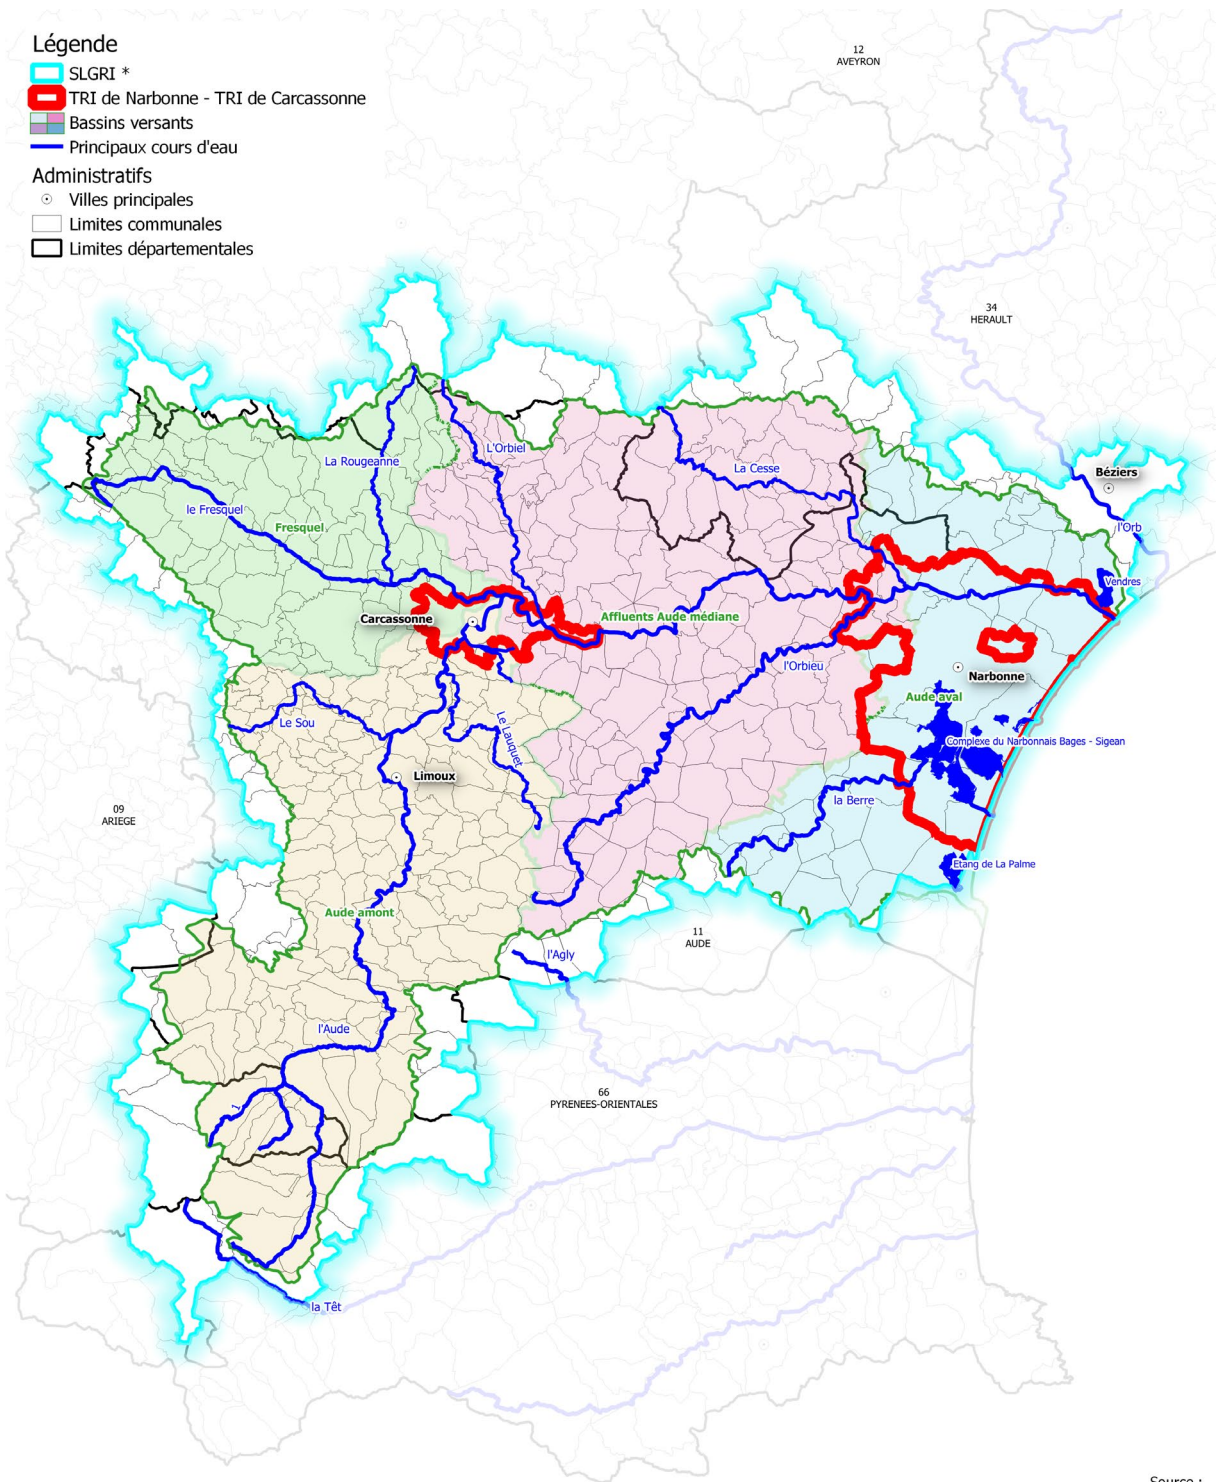 Légende
SLGRI *
TRI de Narbonne - TRI de Carcassonne
Bassins versants
Principaux cours d'eau
Administratifs
Villes principales
Limites communales
Limites départementales
12
AVEYRON
34
HERAULT
Béziers
l'Orb
Vendres
La Rougeanne
L'Orbiel
La Cesse
le Fresquel
Fresquel
Carcassonne
Affluents Aude médiane
l'Orbieu
Narbonne
Aude aval
Complexe du Narbonnais Bages - Sigean
Le Sou
Le Lauquet
Limoux
la Berre
09
ARIEGE
Etang de La Palme
Aude amont
11
AUDE
l'Agly
l'Aude
66
PYRENEES-ORIENTALES
1
la Têt
Source :